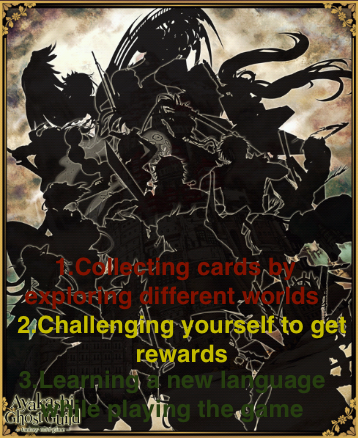 1.Collecting cards by
exploring different worlds
2.Challenging yourself to get
rewards
3.Learning a new language
while playing the game
Ayakashi
Ghost Guild